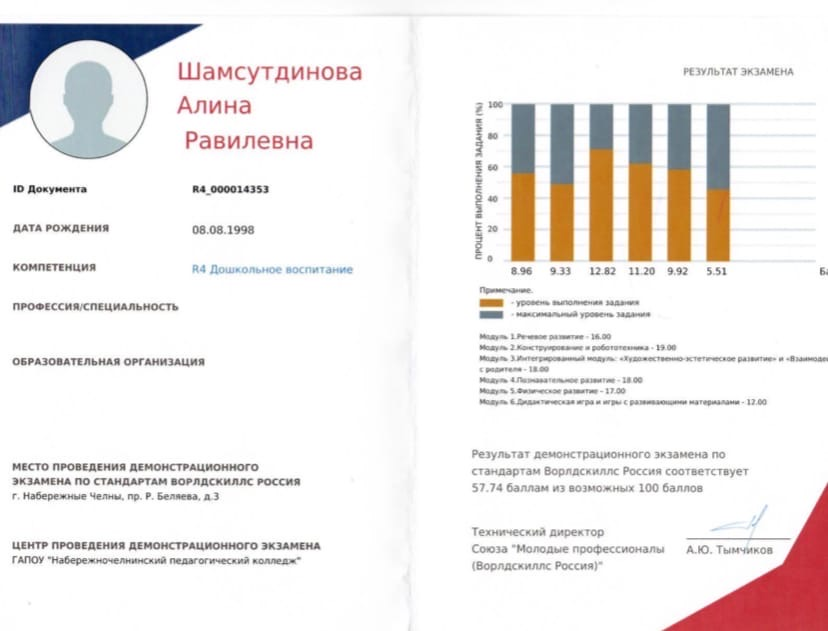 Шамсутдинова
Алина
Равилевна
ID Документа R4_000014353
ДАТА РОЖДЕНИЯ 08.08.1998
КОМПЕТЕНЦИЯ R4 Дошкольное воспитание
ПРОФЕССИЯ/СПЕЦИАЛЬНОСТЬ
ОБРАЗОВАТЕЛЬНАЯ ОРГАНИЗАЦИЯ
МЕСТО ПРОВЕДЕНИЯ ДЕМОНСТРАЦИОННОГО
ЭКЗАМЕНА ПО СТАНДАРТАМ ВОРЛДСКИЛЛС РОССИЯ
г. Набережные Челны, пр. Р. Беляева, д.3
ЦЕНТР ПРОВЕДЕНИЯ ДЕМОНСТРАЦИОННОГО ЭКЗАМЕНА
ГАПОУ "Набережночелнинский педагогический колледж"
РЕЗУЛЬТАТ ЭКЗАМЕНА
ПРОЦЕНТ ВЫПОЛНЕНИЯ ЗАДАНИЯ (%)
100
80
60
40
20
0
8.96 9.33 12.82 11.20 9.92 5.51
Примечание.
- уровень выполнения задания
- максимальный уровень задания
Модуль 1.Речевое развитие - 16.00
Модуль 2.Конструирование и робототехника - 19.00
Модуль 3.Интегрированный модуль: «Художественно-эстетическое развитие» и «Взаимоде
с родителя - 18.00
Модуль 4.Познавательное развитие - 18.00
Модуль 5.Физическое развитие - 17.00
Модуль 6.Дидактическая игра и игры с развивающими материалами - 12.00
Результат демонстрационного экзамена по
стандартам Ворлдскиллс Россия соответствует
57.74 баллам из возможных 100 баллов
Технический директор
Союза "Молодые профессионалы А.Ю. Тымчиков
(Ворлдскиллс Россия)"